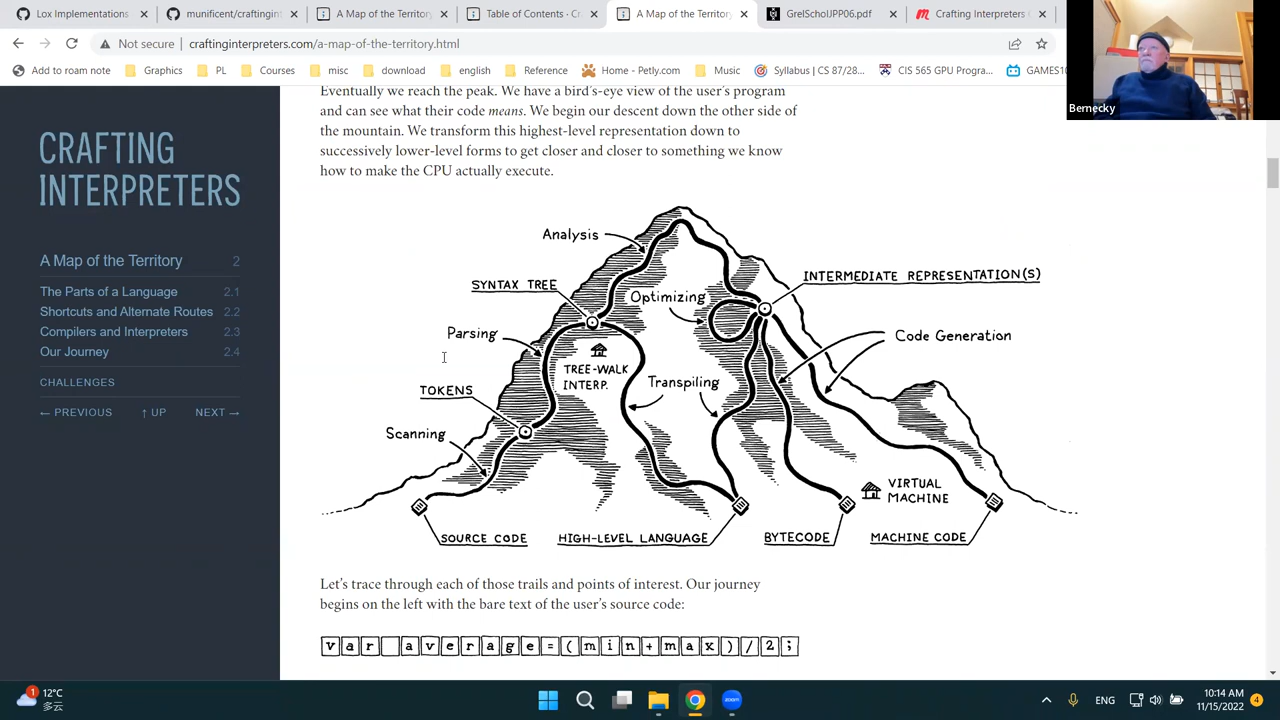 Lox Implementations
munificent/craftingint
A Map of the Territory
Table of Contents · Cr
A Map of the Territory
GrelScholJPP06.pdf
Crafting Interpreters
Not secure
craftinginterpreters.com/a-map-of-the-territory.html
Add to roam note
Graphics
PL
Courses
misc
download
english
Reference
Home - Petly.com
Music
Syllabus | CS 87/28...
CIS 565 GPU Progra...
GAMES10
Bernecky
CRAFTING
INTERPRETERS
A Map of the Territory 2
The Parts of a Language 2.1
Shortcuts and Alternate Routes 2.2
Compilers and Interpreters 2.3
Our Journey 2.4
CHALLENGES
← PREVIOUS ↑ UP NEXT →
Eventually we reach the peak. We have a bird's-eye view of the user's program
and can see what their code means. We begin our descent down the other side of
the mountain. We transform this highest-level representation down to
successively lower-level forms to get closer and closer to something we know
how to make the CPU actually execute.
Analysis
INTERMEDIATE REPRESENTATION(S)
SYNTAX TREE
Optimizing
Parsing
Code Generation
TREE-WALK
INTERP.
Transpiling
TOKENS
Scanning
VIRTUAL
MACHINE
SOURCE CODE
HIGH-LEVEL LANGUAGE
BYTECODE
MACHINE CODE
Let's trace through each of those trails and points of interest. Our journey
begins on the left with the bare text of the user's source code:
var average=(min+max)/2;
1
12°C
多云
zoom
ENG
10:14 AM
11/15/2022
4